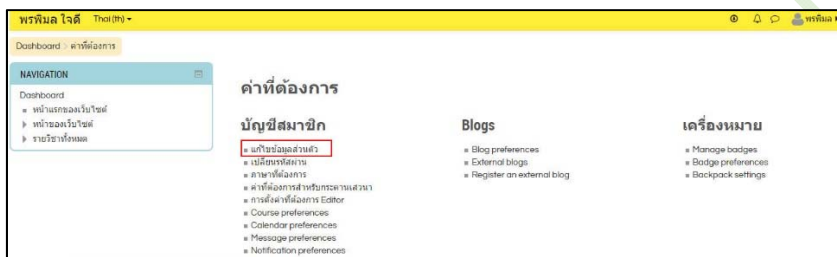 พรพิมล ใจดี Thai (th)
พรพิมล
Dashboard > ค่าที่ต้องการ
NAVIGATION
Dashboard
หน้าแรกของเว็บไซต์
หน้าของเว็บไซต์
รายวิชาทั้งหมด
ค่าที่ต้องการ
บัญชีสมาชิก
แก้ไขข้อมูลส่วนตัว
เปลี่ยนรหัสผ่าน
ภาษาที่ต้องการ
ค่าที่ต้องการสำหรับกระดานเสวนา
การตั้งค่าที่ต้องการ Editor
Course preferences
Calendar preferences
Message preferences
Notification preferences
Blogs
Blog preferences
External blogs
Register an external blog
เครื่องหมาย
Manage badges
Badge preferences
Backpack settings